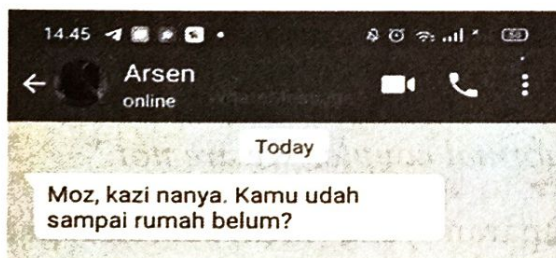 14.45
Arsen
online
Today
Moz, kazi nanya. Kamu udah
sampai rumah belum?